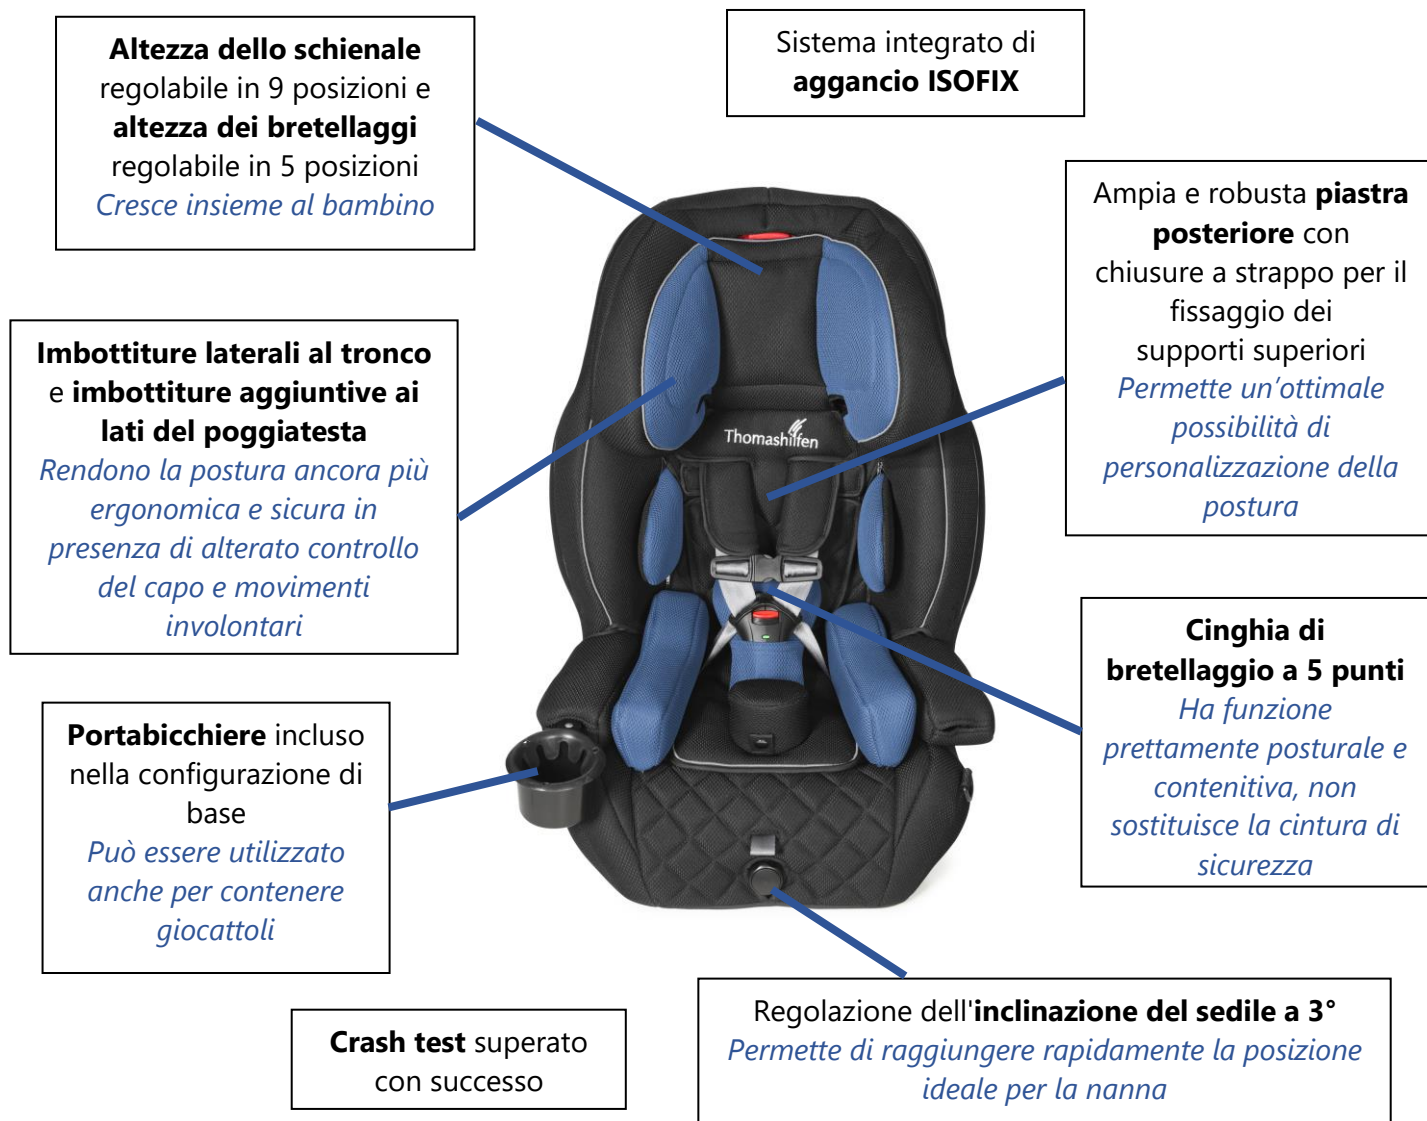 Altezza dello schienale
regolabile in 9 posizioni e
altezza dei bretellaggi
regolabile in 5 posizioni
Cresce insieme al bambino
Sistema integrato di
aggancio ISOFIX
Ampia e robusta piastra
posteriore con
chiusure a strappo per il
fissaggio dei
supporti superiori
Permette un’ottimale
possibilità di
personalizzazione della
postura
Imbottiture laterali al tronco
e imbottiture aggiuntive ai
lati del poggiatesta
Rendono la postura ancora più
ergonomica e sicura in
presenza di alterato controllo
del capo e movimenti
involontari
Thomashilfen
Cinghia di
bretellaggio a 5 punti
Ha funzione
prettamente posturale e
contenitiva, non
sostituisce la cintura di
sicurezza
Portabicchiere incluso
nella configurazione di
base
Può essere utilizzato
anche per contenere
giocattoli
Crash test superato
con successo
Regolazione dell'inclinazione del sedile a 3°
Permette di raggiungere rapidamente la posizione
ideale per la nanna